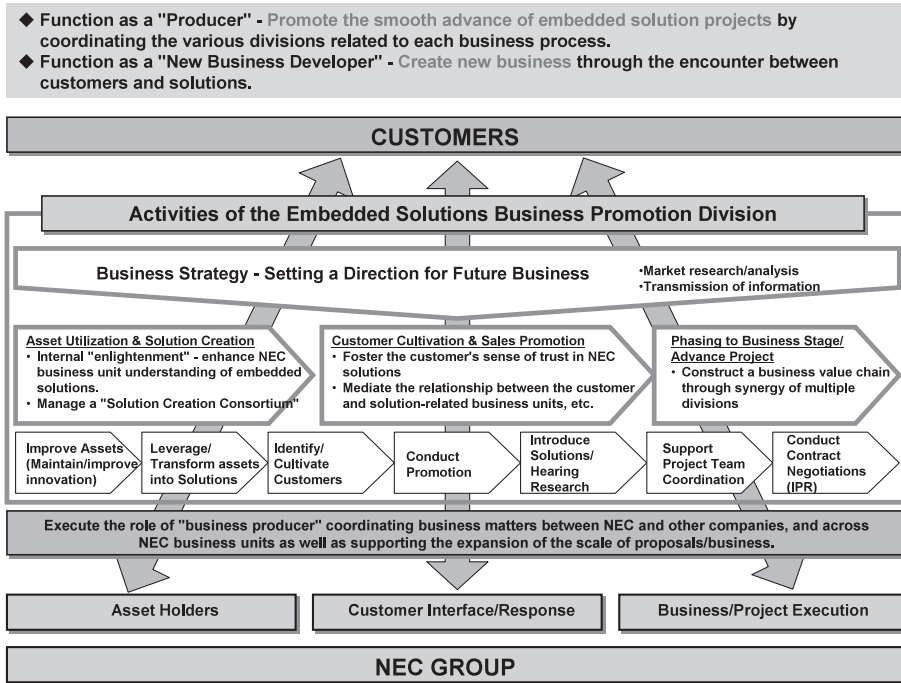 ◆ Function as a "Producer" - Promote the smooth advance of embedded solution projects by
coordinating the various divisions related to each business process.
◆ Function as a "New Business Developer" - Create new business through the encounter between
customers and solutions.
CUSTOMERS
Activities of the Embedded Solutions Business Promotion Division
Business Strategy - Setting a Direction for Future Business
•Market research/analysis
•Transmission of information
Asset Utilization & Solution Creation
• Internal "enlightenment" - enhance NEC
business unit understanding of embedded
solutions.
• Manage a "Solution Creation Consortium"
Customer Cultivation & Sales Promotion
• Foster the customer's sense of trust in NEC
solutions
• Mediate the relationship between the customer
and solution-related business units, etc.
Phasing to Business Stage/
Advance Project
• Construct a business value chain
through synergy of multiple
divisions
Improve Assets
(Maintain/improve
innovation)
Leverage/
Transform assets
into Solutions
Identify/
Cultivate
Customers
Conduct
Promotion
Introduce
Solutions/
Hearing
Research
Support
Project Team
Coordination
Conduct
Contract
Negotiations
(IPR)
Execute the role of "business producer" coordinating business matters between NEC and other companies, and across
NEC business units as well as supporting the expansion of the scale of proposals/business.
Asset Holders
Customer Interface/Response
Business/Project Execution
NEC GROUP